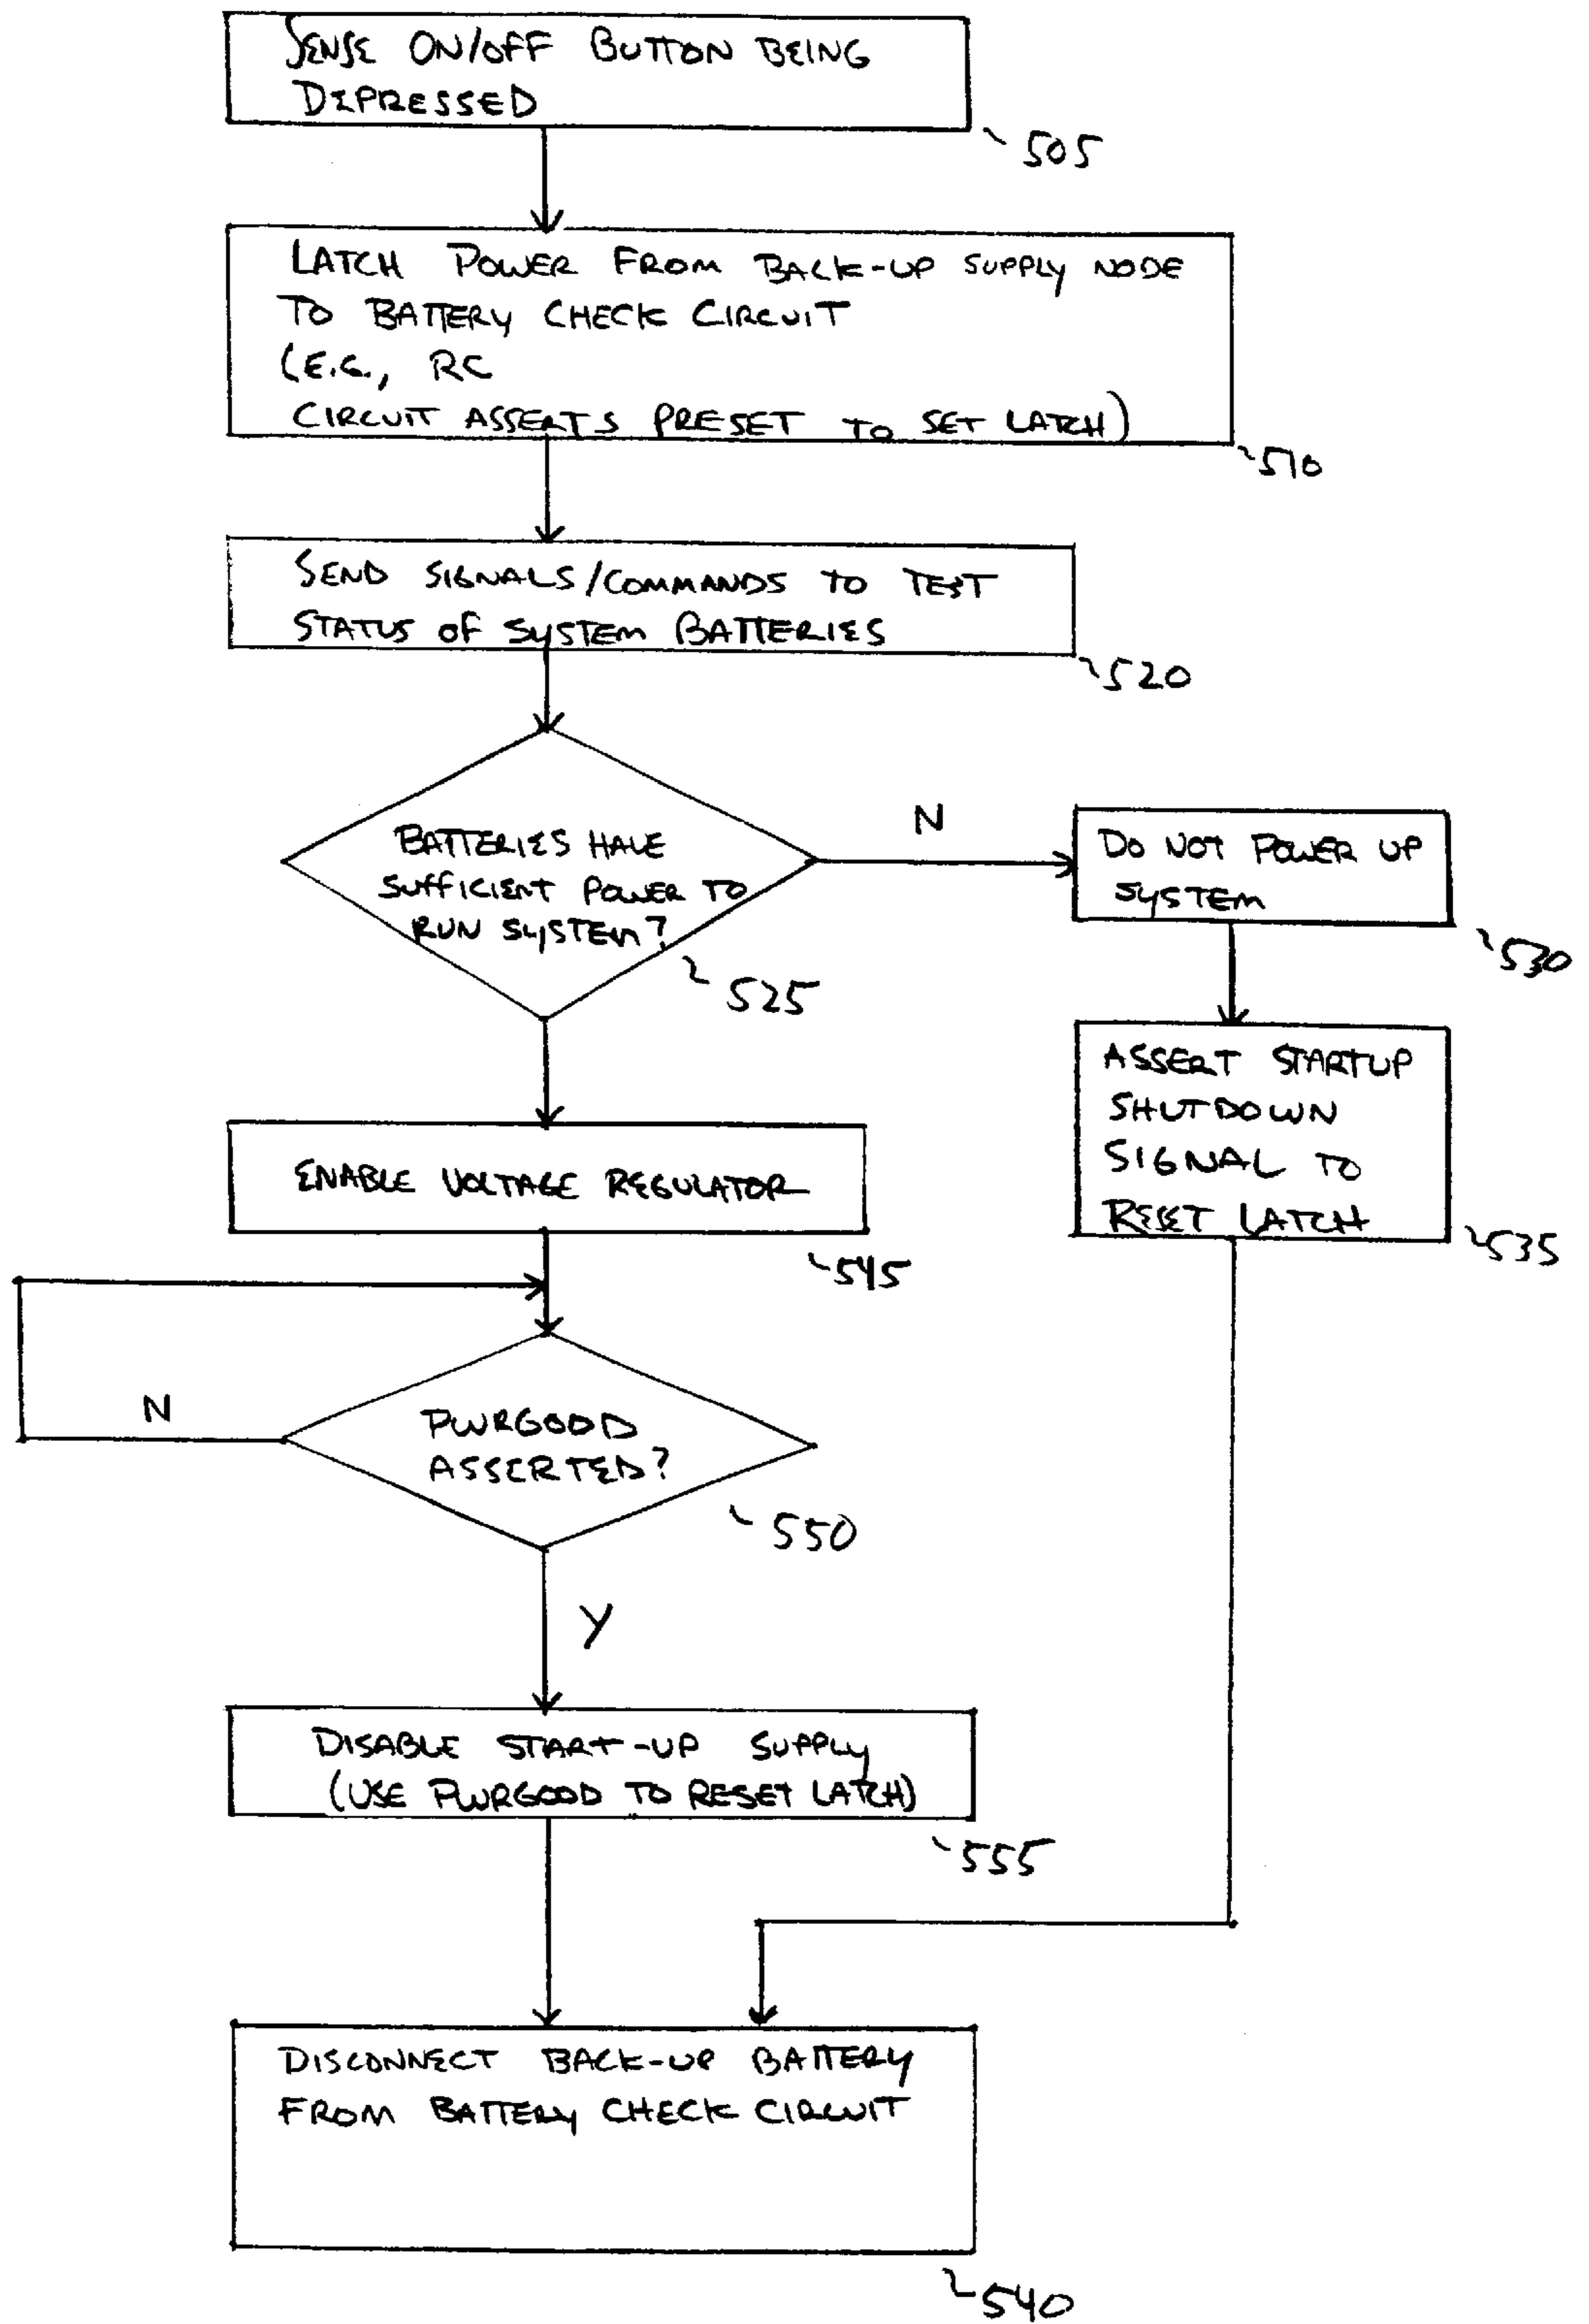 SENSE ON/OFF BUTTON BEING
DEPRESSED
505
LATCH POWER FROM BACK-UP SUPPLY NODE
TO BATTERY CHECK CIRCUIT
(E.G., RC
CIRCUIT ASSERTS PRESET TO SET LATCH)
510
SEND SIGNALS/COMMANDS TO TEST
STATUS OF SYSTEM BATTERIES
520
BATTERIES HAVE
SUFFICIENT POWER TO
RUN SYSTEM?
525
N
DO NOT POWER UP
SYSTEM
530
ASSERT STARTUP
SHUTDOWN
SIGNAL TO
RESET LATCH
535
ENABLE VOLTAGE REGULATOR
545
N
PWRGOOD
ASSERTED?
550
Y
DISABLE START-UP SUPPLY
(USE PWRGOOD TO RESET LATCH)
555
DISCONNECT BACK-UP BATTERY
FROM BATTERY CHECK CIRCUIT
540